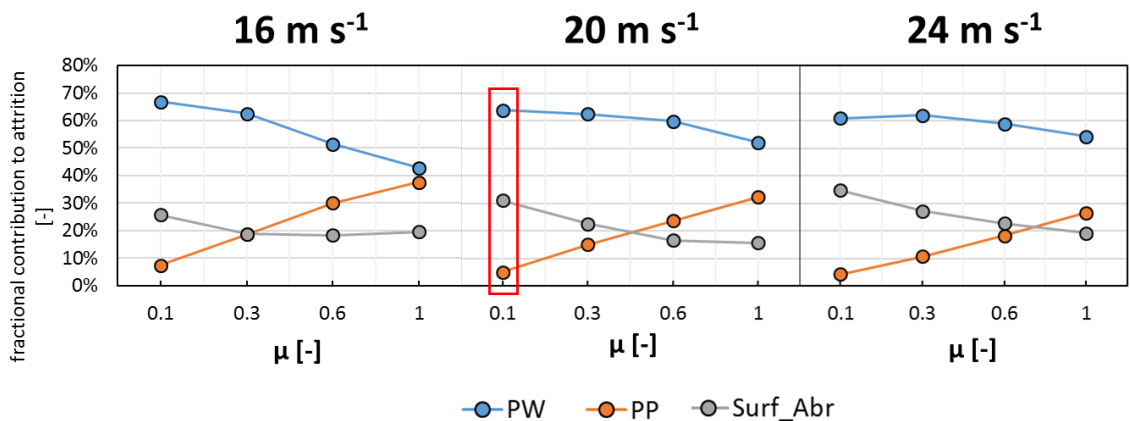 16 m s-1 20 m s-1 24 m s-1
fractional contribution to attrition
[-]
80%
70%
60%
50%
40%
30%
20%
10%
0%
0.1 0.3 0.6 1 0.1 0.3 0.6 1 0.1 0.3 0.6 1
μ [-] μ [-] μ [-]
PW PP Surf_Abr